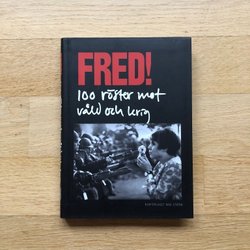 FRED!
100 röster mot
våld och krig